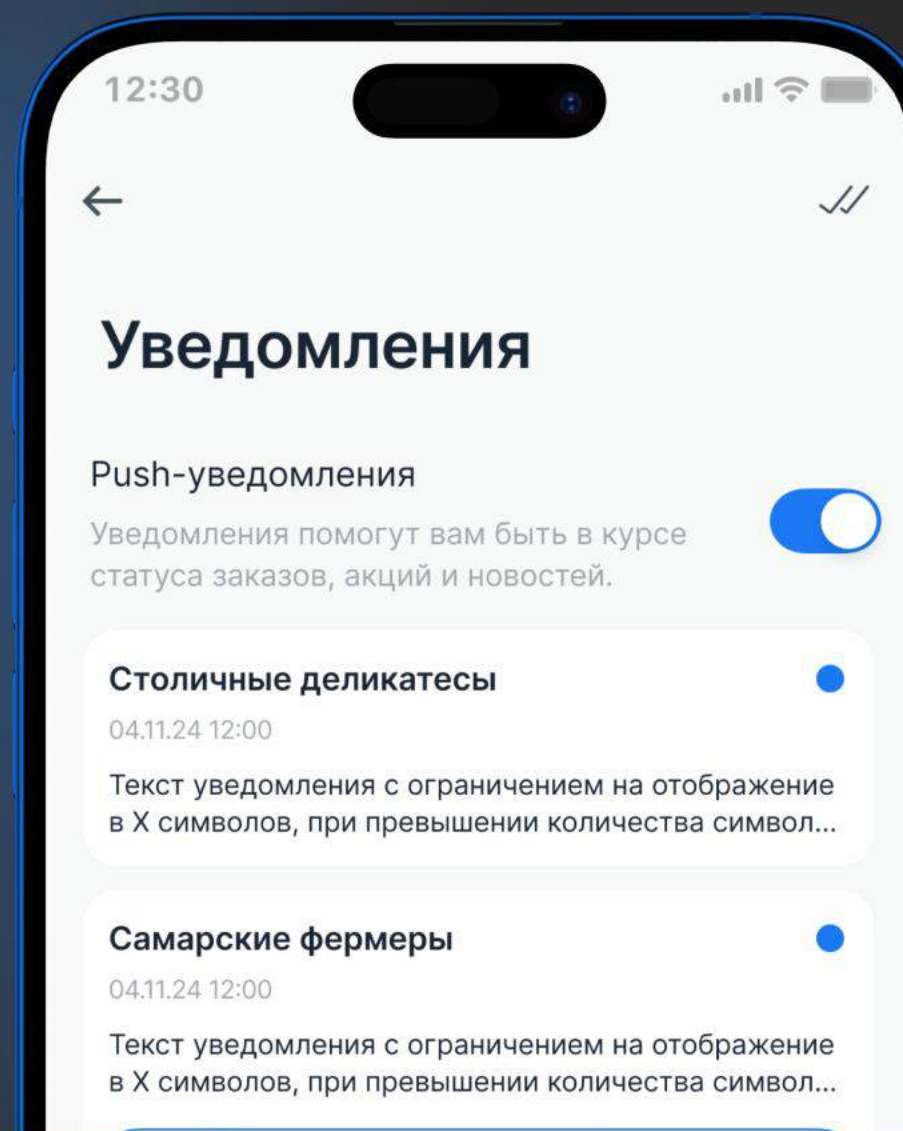 12:30
Уведомления
Push-уведомления
Уведомления помогут вам быть в курсе
статуса заказов, акций и новостей.
Столичные деликатесы
04.11.24 12:00
Текст уведомления с ограничением на отображение
в X символов, при превышении количества символ...
Самарские фермеры
04.11.24 12:00
Текст уведомления с ограничением на отображение
в X символов, при превышении количества символ...